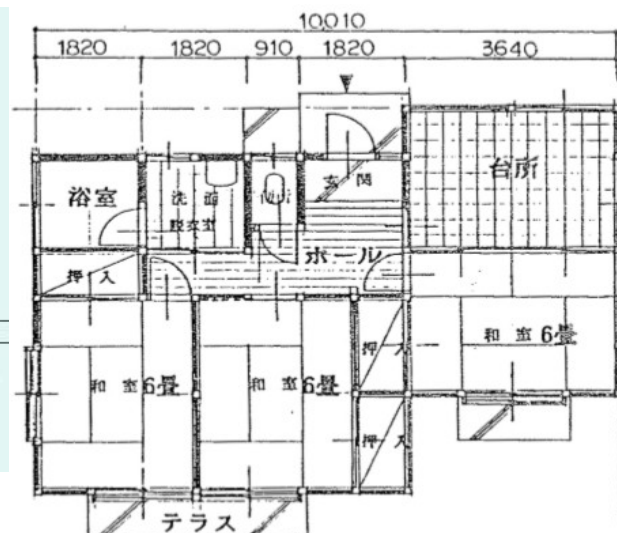 10,010
1820 1820 910 1820 3640
浴室
洗面
脱衣室
便所
玄関
台所
ホール
押入
和室6畳
和室6畳
押入
押入
和室6畳
テラス